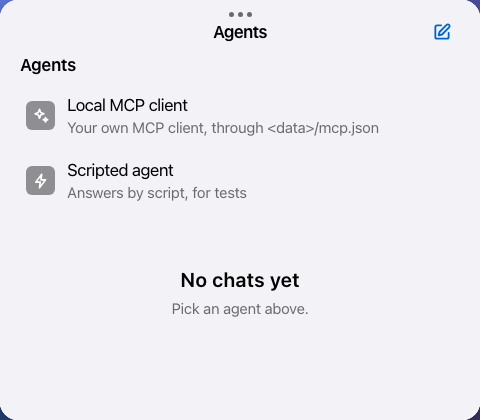 Agents
Agents
Local MCP client
Your own MCP client, through <data>/mcp.json
Scripted agent
Answers by script, for tests
No chats yet
Pick an agent above.